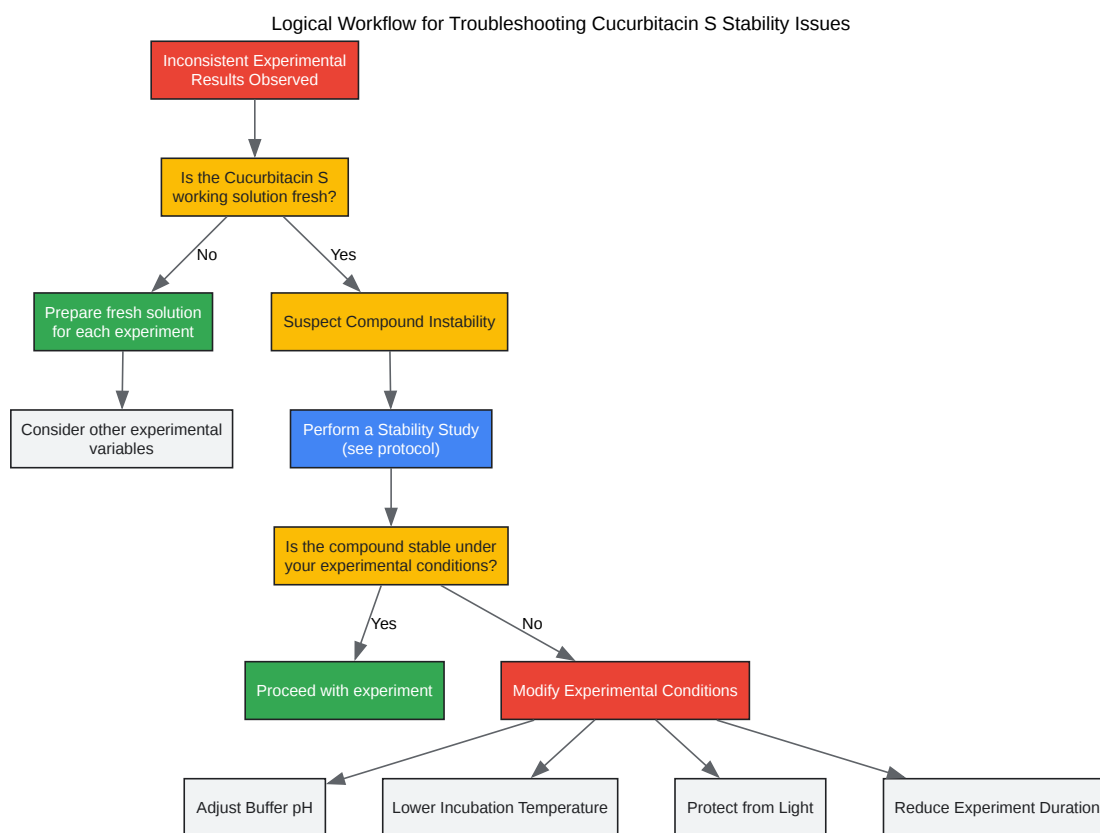 Logical Workflow for Troubleshooting Cucurbitacin S Stability Issues
Inconsistent Experimental
Results Observed
Is the Cucurbitacin S
working solution fresh?
No
Yes
Prepare fresh solution
for each experiment
Suspect Compound Instability
Consider other experimental
variables
Perform a Stability Study
(see protocol)
Is the compound stable under
your experimental conditions?
Yes
No
Proceed with experiment
Modify Experimental Conditions
Adjust Buffer pH
Lower Incubation Temperature
Protect from Light
Reduce Experiment Duration